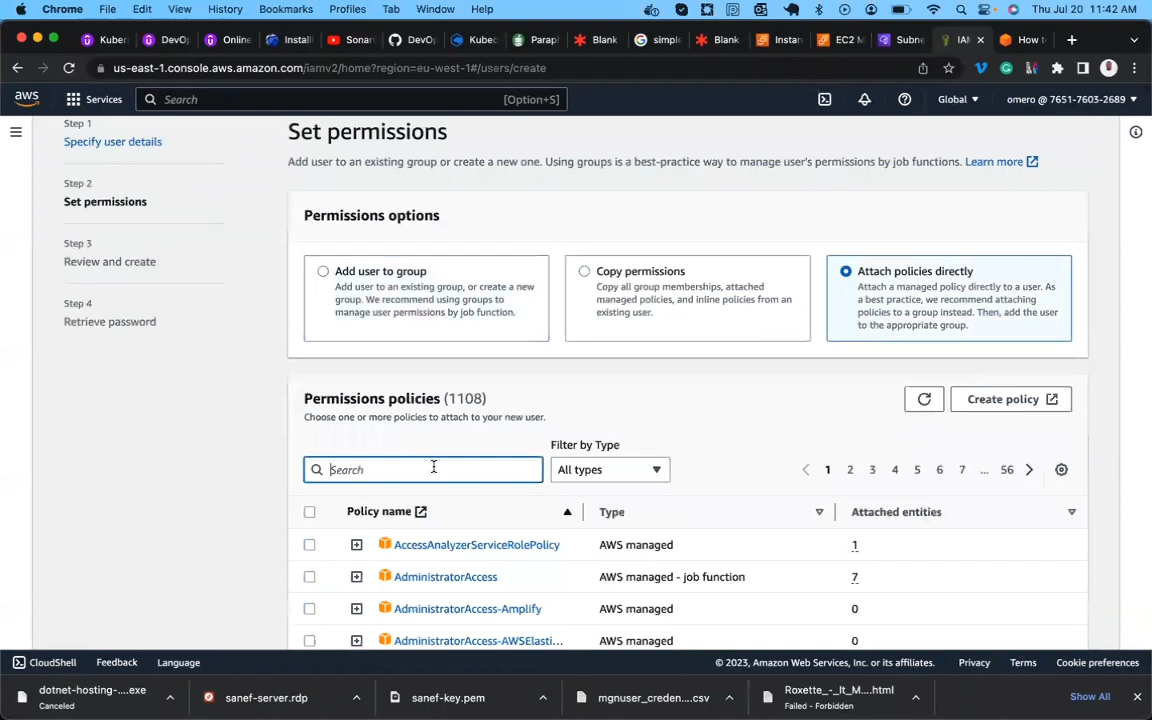 Chrome File Edit View History Bookmarks Profiles Tab Window Help Thu Jul 20 11:42 AM
Kuber DevO Online Install Sonar DevO Kubec Parap Blank simple Blank Instan EC2 M Subne IA How t
us-east-1.console.aws.amazon.com/iamv2/home?region=eu-west-1#/users/create
aws Services Search [Option+S] Global omero @ 7651-7603-2689
Step 1
Specify user details
Step 2
Set permissions
Step 3
Review and create
Step 4
Retrieve password
Set permissions
Add user to an existing group or create a new one. Using groups is a best-practice way to manage user's permissions by job functions. Learn more
Permissions options
Add user to group
Add user to an existing group, or create a new
group. We recommend using groups to
manage user permissions by job function.
Copy permissions
Copy all group memberships, attached
managed policies, and inline policies from an
existing user.
Attach policies directly
Attach a managed policy directly to a user. As
a best practice, we recommend attaching
policies to a group instead. Then, add the user
to the appropriate group.
Permissions policies (1108)
Choose one or more policies to attach to your new user.
Create policy
Filter by Type
Search All types 1 2 3 4 5 6 7 ... 56
Policy name Type Attached entities
AccessAnalyzerServiceRolePolicy AWS managed 1
AdministratorAccess AWS managed - job function 7
AdministratorAccess-Amplify AWS managed 0
AdministratorAccess-AWSElasti... AWS managed 0
CloudShell Feedback Language © 2023, Amazon Web Services, Inc. or its affiliates. Privacy Terms Cookie preferences
dotnet-hosting-....exe
Canceled
sanef-server.rdp
sanef-key.pem
mgnuser_creden....csv
Roxette_-_It_M....html
Failed - Forbidden
Show All